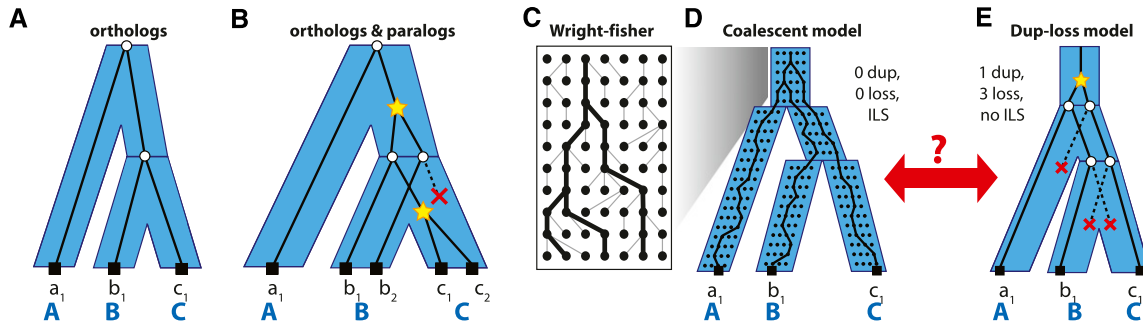 A
orthologs
a1
b1
c1
A
B
C
B
orthologs & paralogs
a1
b1
b2
c1
c2
A
B
C
C
Wright-fisher
D
Coalescent model
0 dup,
0 loss,
ILS
a1
b1
c1
A
B
C
?
E
Dup-loss model
1 dup,
3 loss,
no ILS
a1
b1
c1
A
B
C